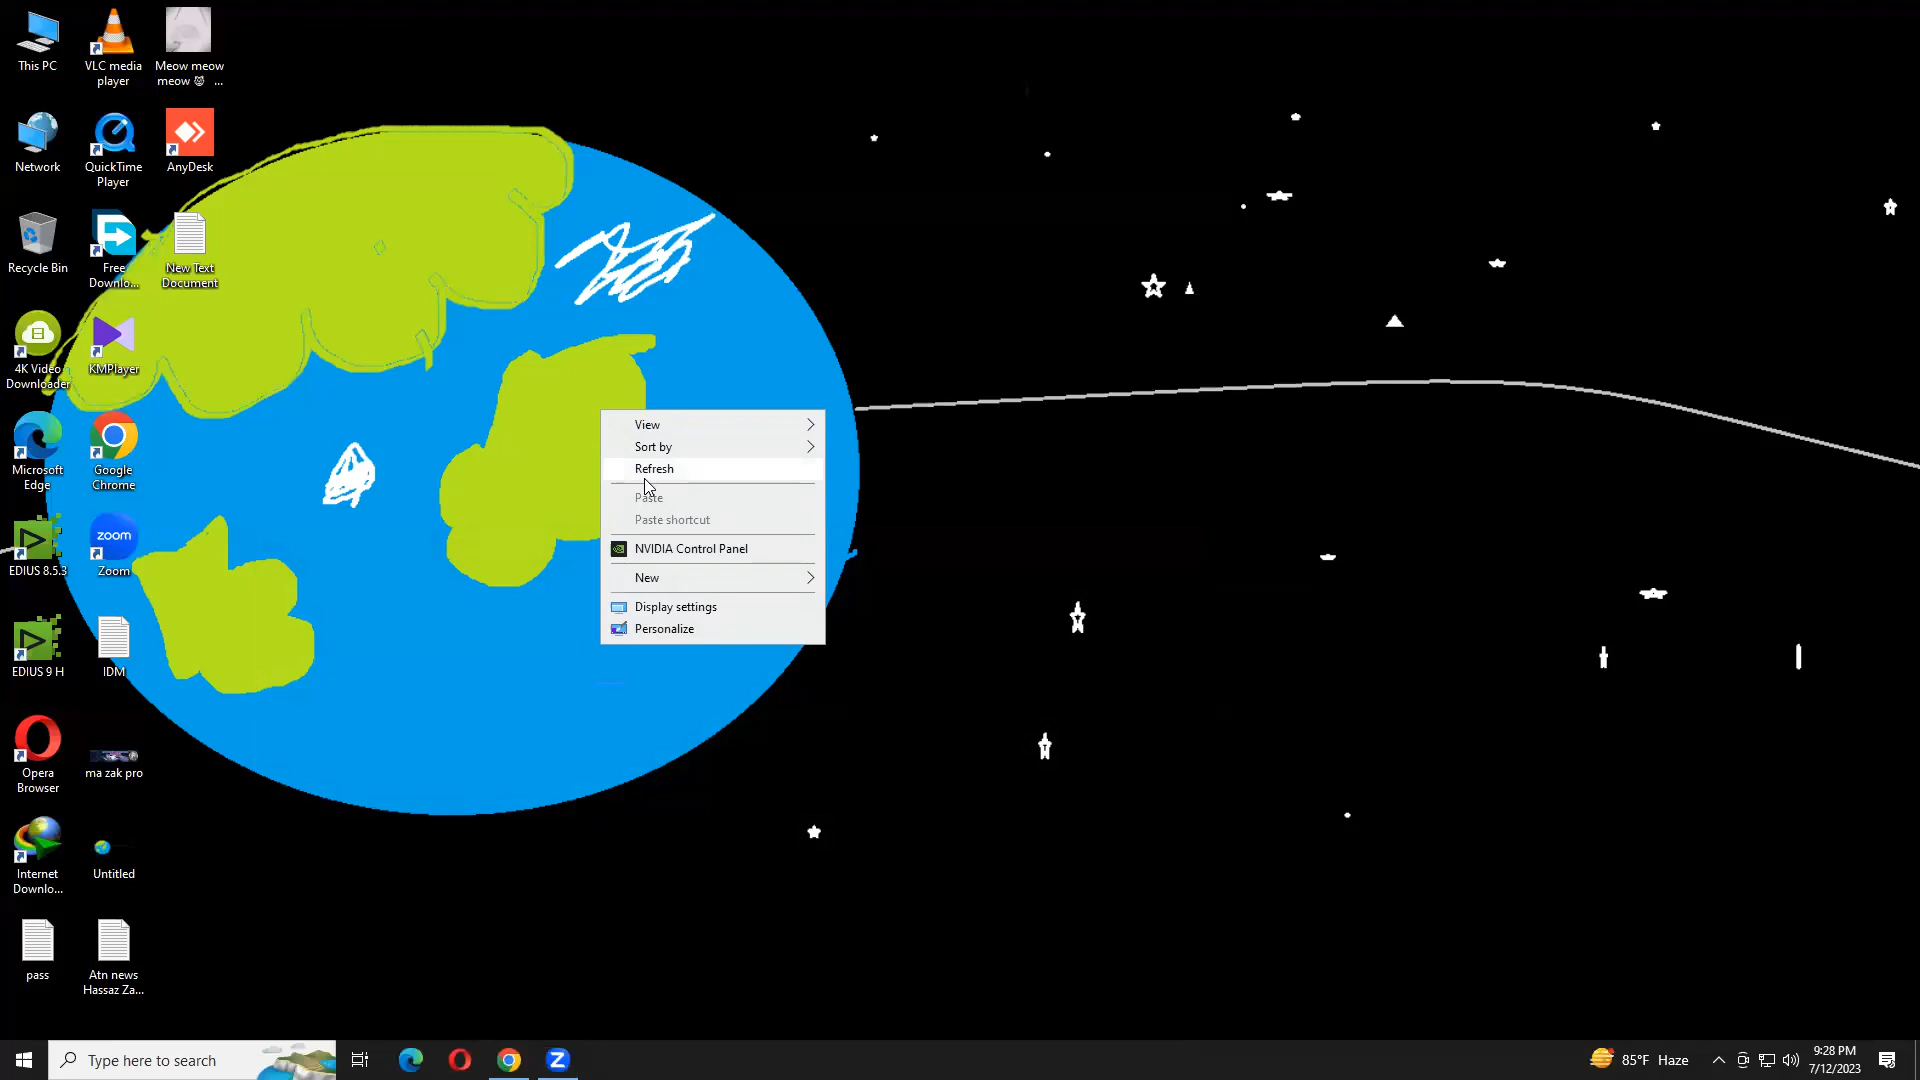 This PC
VLC media
player
Meow meow
meow 😈 ...
Network
QuickTime
Player
AnyDesk
Recycle Bin
Free
Downlo...
New Text
Document
4K Video
Downloader
KMPlayer
Microsoft
Edge
Google
Chrome
EDIUS 8.5.3
zoom
Zoom
EDIUS 9 H
IDM
Opera
Browser
ma zak pro
Internet
Downlo...
Untitled
pass
Atn news
Hassaz Za...
View
Sort by
Refresh
Paste
Paste shortcut
NVIDIA Control Panel
New
Display settings
Personalize
Type here to search
85°F Haze
9:28 PM
7/12/2023